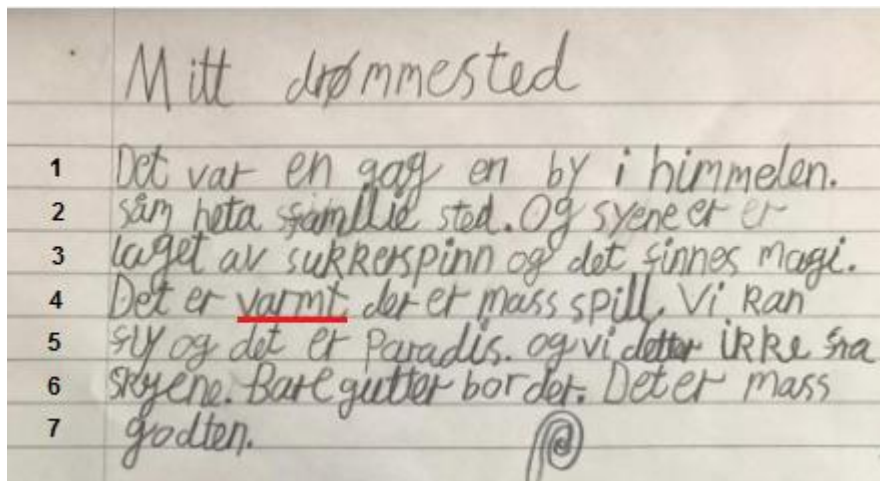 Mitt drømmested
1 Det var en gag en by i himmelen.
2 såm heta familie sted. Og syene er er
3 laget av sukkerspinn og det finnes magi.
4 Det er varmt der er mass spill. Vi kan
5 fly og det er Paradis. og vi detter ikke fra
6 skyene. Bare gutter bor der. Det er mass
7 godten.